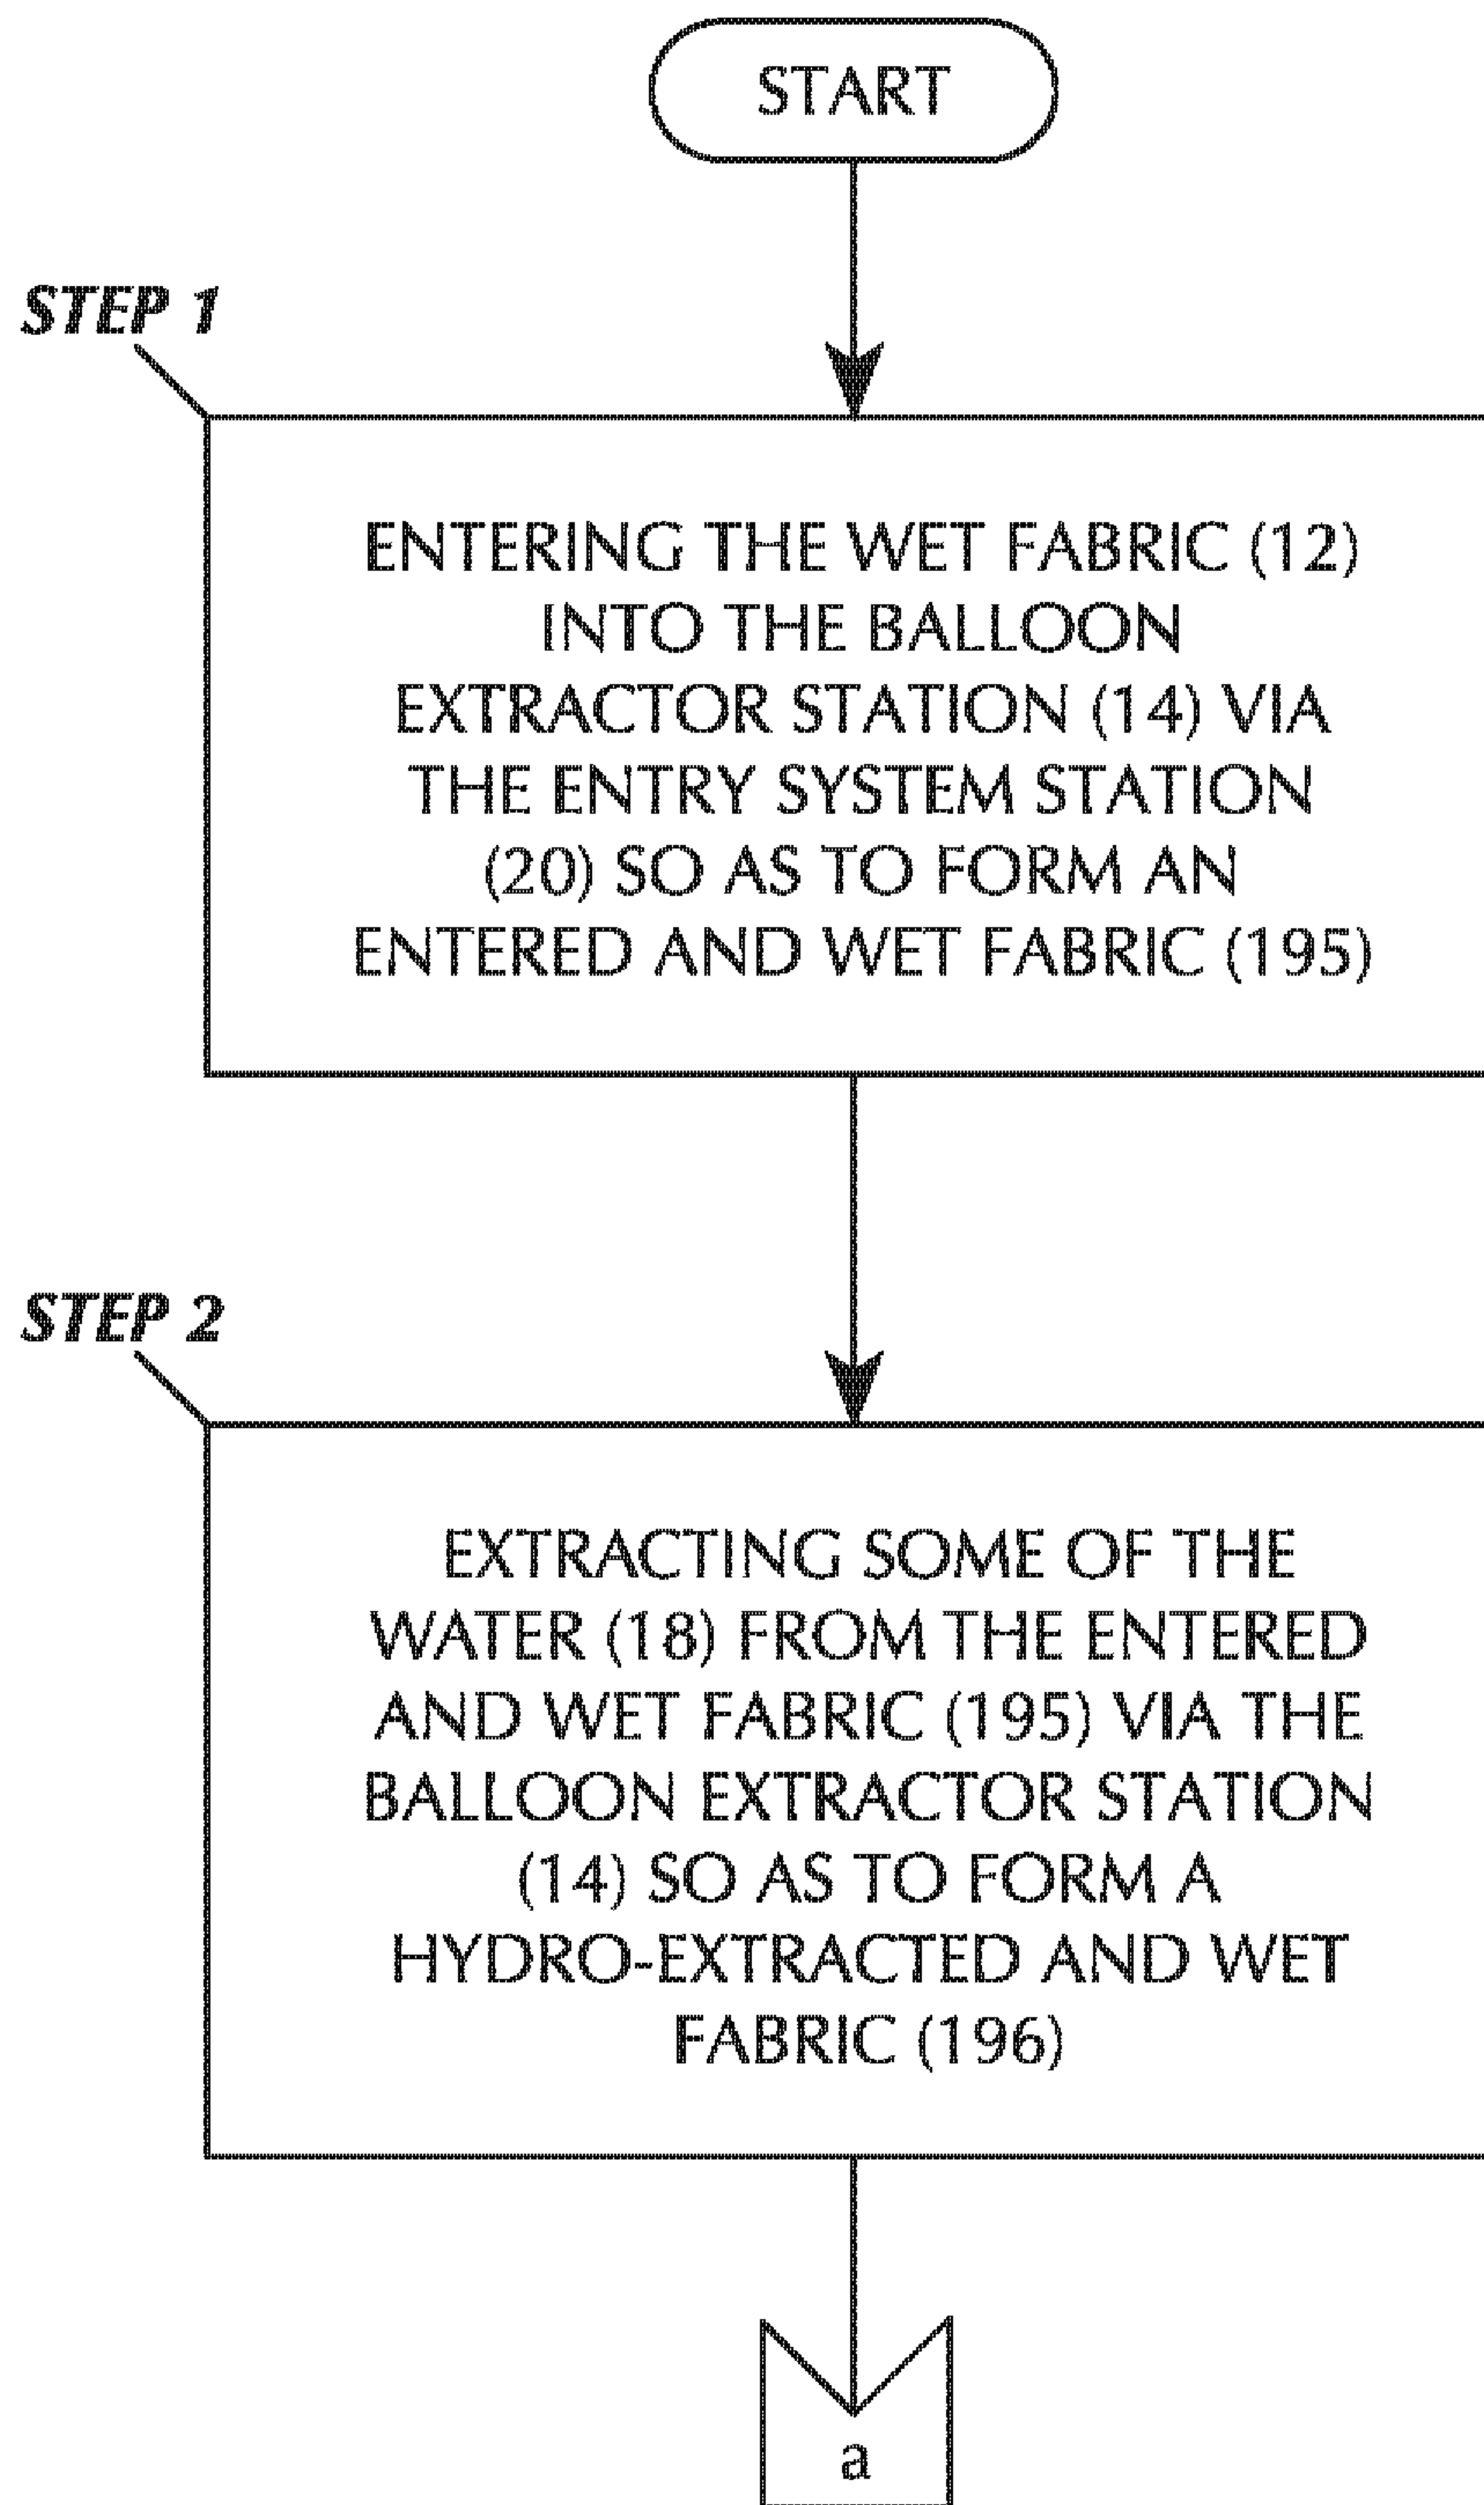 START
STEP 1
ENTERING THE WET FABRIC (12)
INTO THE BALLOON
EXTRACTOR STATION (14) VIA
THE ENTRY SYSTEM STATION
(20) SO AS TO FORM AN
ENTERED AND WET FABRIC (195)
STEP 2
EXTRACTING SOME OF THE
WATER (18) FROM THE ENTERED
AND WET FABRIC (195) VIA THE
BALLOON EXTRACTOR STATION
(14) SO AS TO FORM A
HYDRO-EXTRACTED AND WET
FABRIC (196)
a